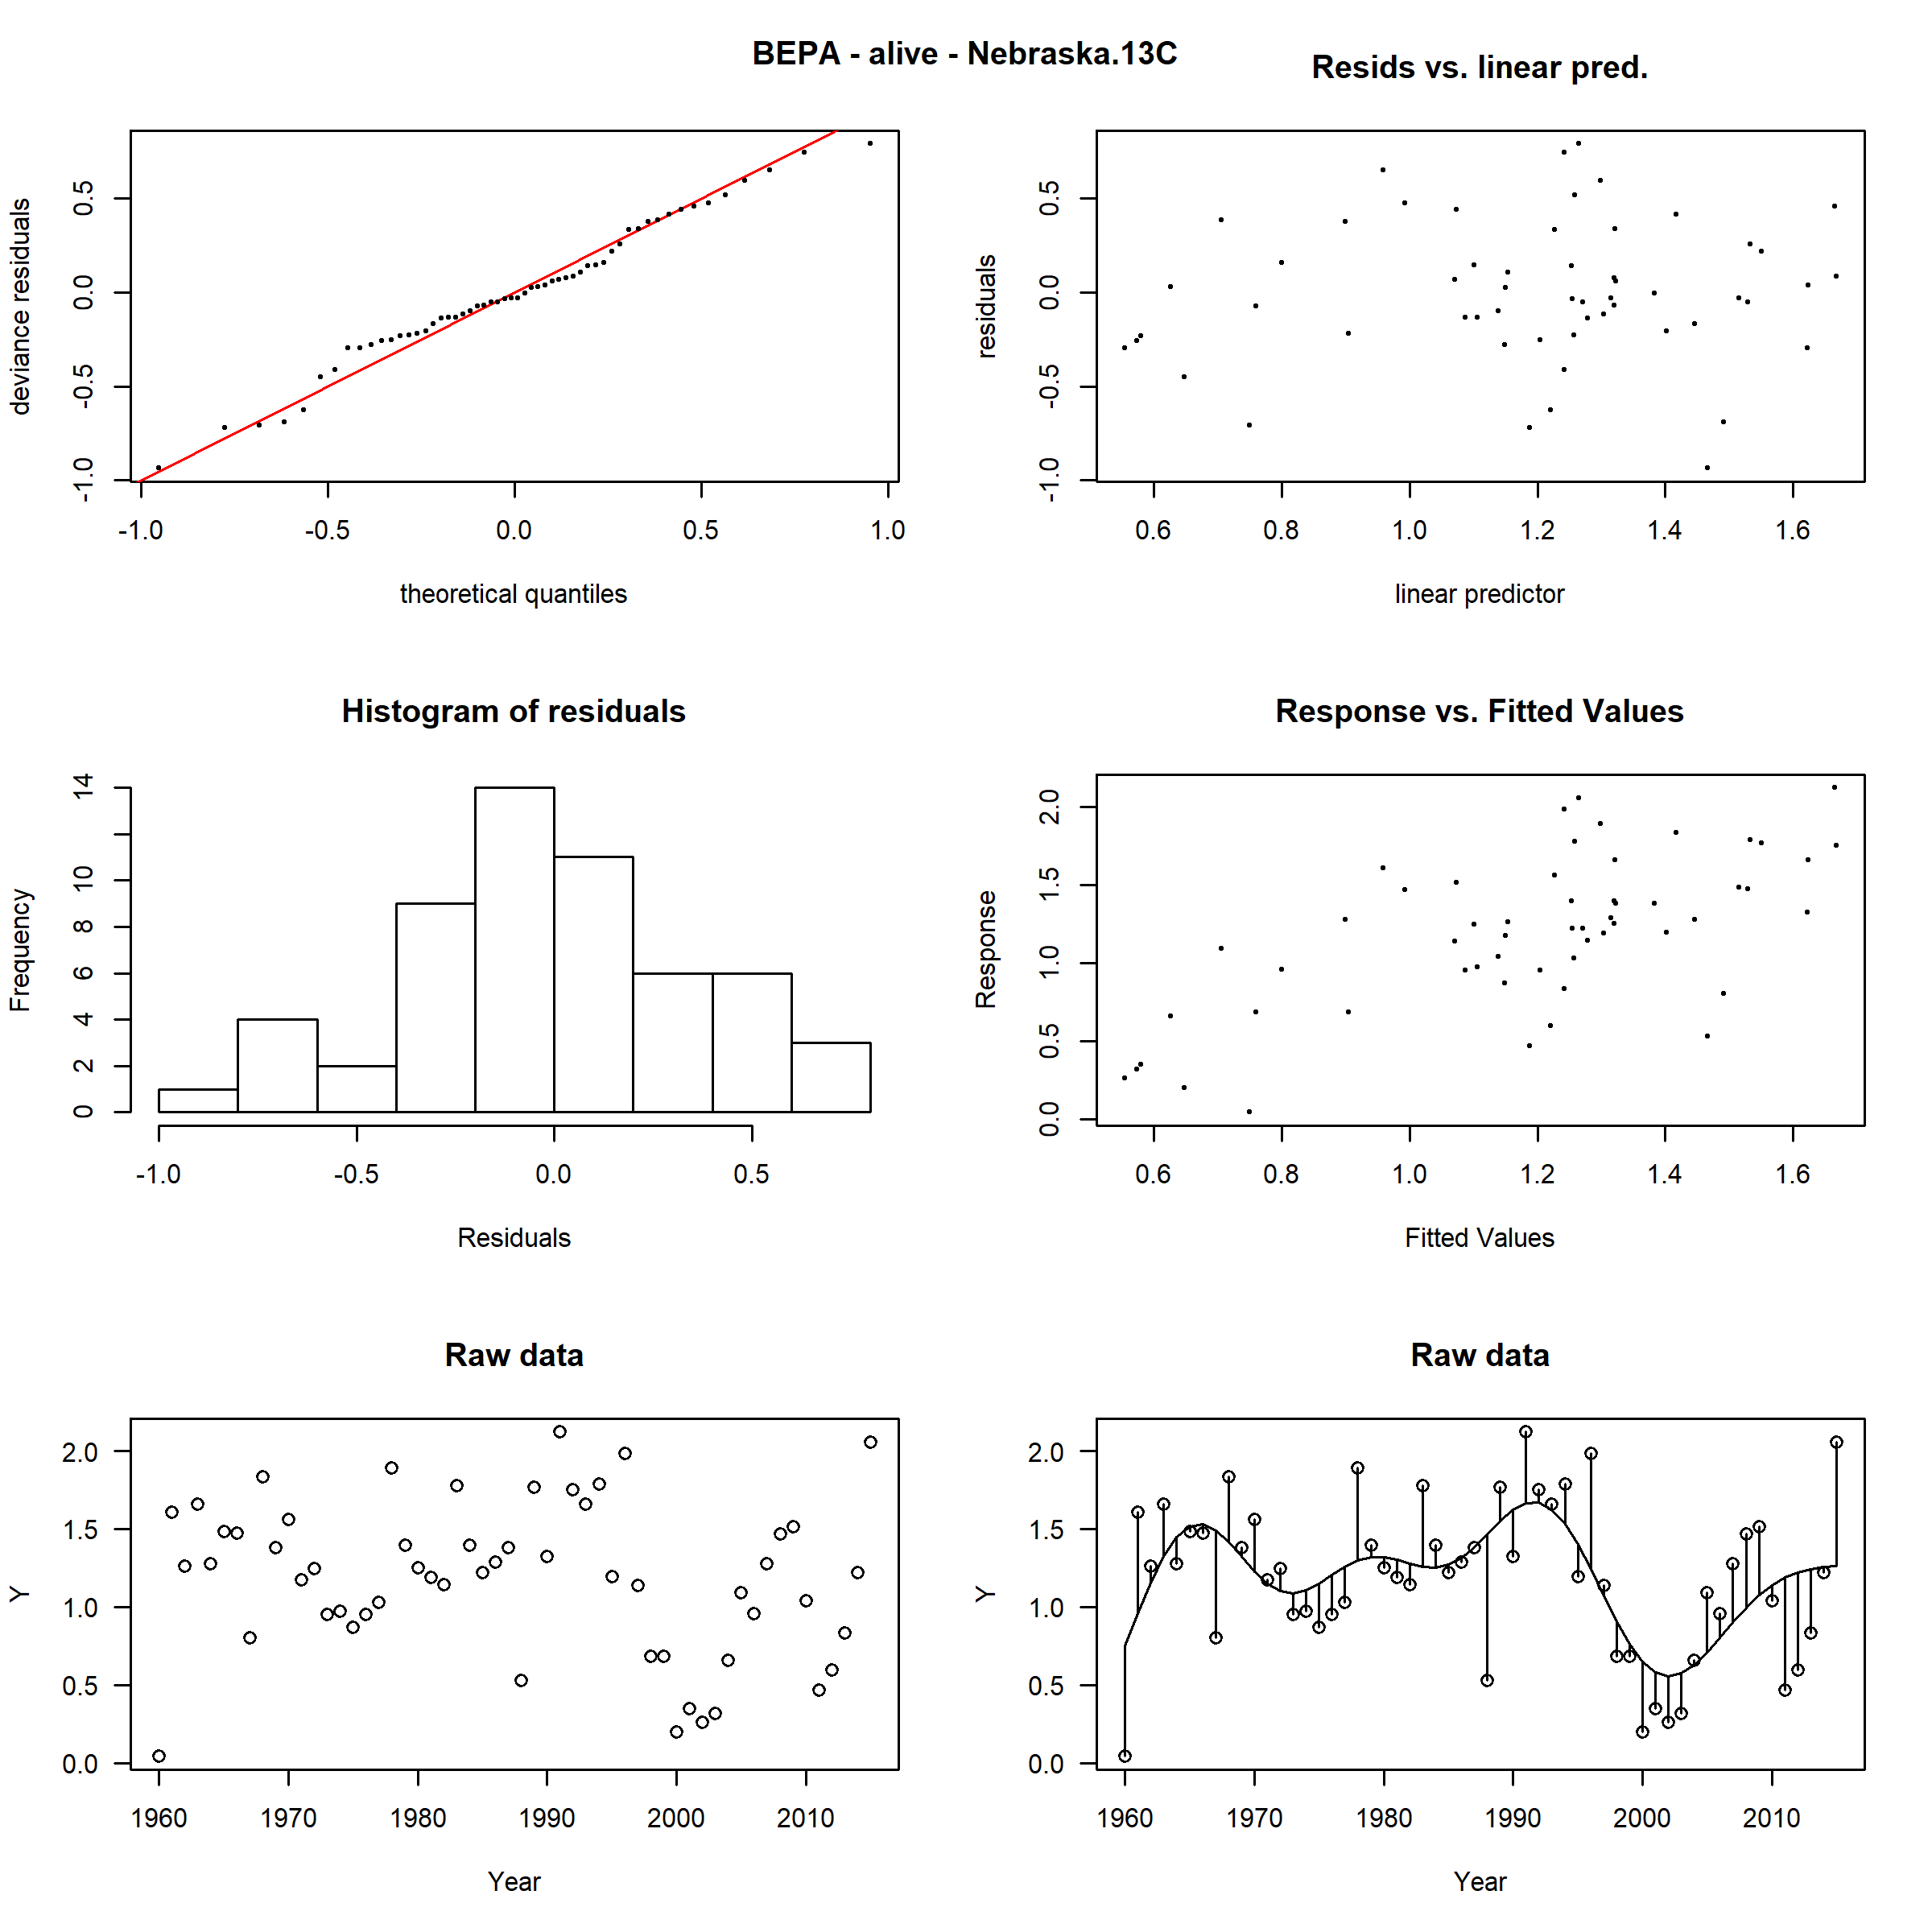 BEPA - alive - Nebraska.13C
Resids vs. linear pred.
deviance residuals
0.5
0.0
-0.5
-1.0
-1.0 -0.5 0.0 0.5 1.0
theoretical quantiles
residuals
0.5
0.0
-0.5
-1.0
0.6 0.8 1.0 1.2 1.4 1.6
linear predictor
Histogram of residuals
Frequency
14
10
8
6
4
2
0
-1.0 -0.5 0.0 0.5
Residuals
Response vs. Fitted Values
Response
2.0
1.5
1.0
0.5
0.0
0.6 0.8 1.0 1.2 1.4 1.6
Fitted Values
Raw data
Y
2.0
1.5
1.0
0.5
0.0
1960 1970 1980 1990 2000 2010
Year
Raw data
Y
2.0
1.5
1.0
0.5
0.0
1960 1970 1980 1990 2000 2010
Year